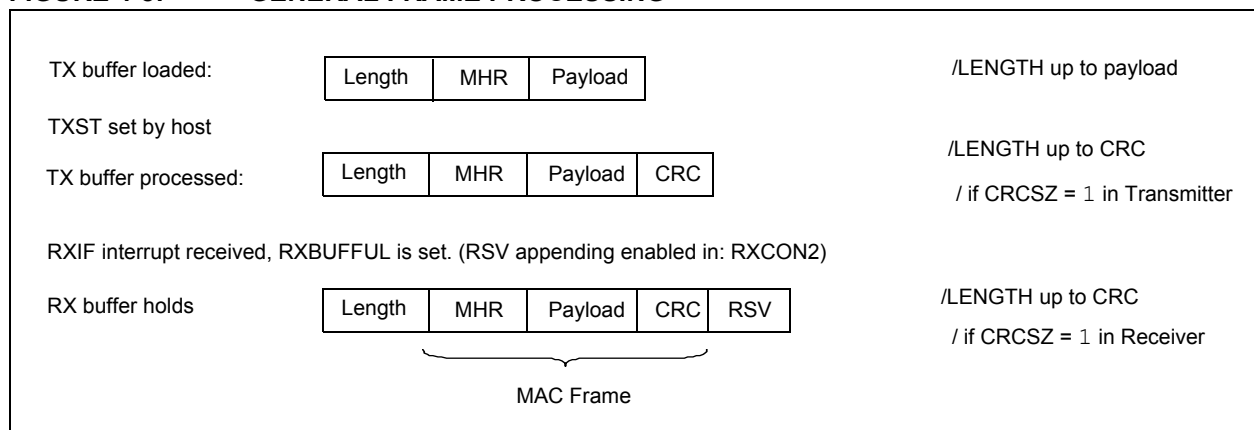 TX buffer loaded: Length MHR Payload /LENGTH up to payload
TXST set by host
/LENGTH up to CRC
TX buffer processed: Length MHR Payload CRC
/ if CRCSZ = 1 in Transmitter
RXIF interrupt received, RXBUFFUL is set. (RSV appending enabled in: RXCON2)
RX buffer holds Length MHR Payload CRC RSV /LENGTH up to CRC
/ if CRCSZ = 1 in Receiver
MAC Frame